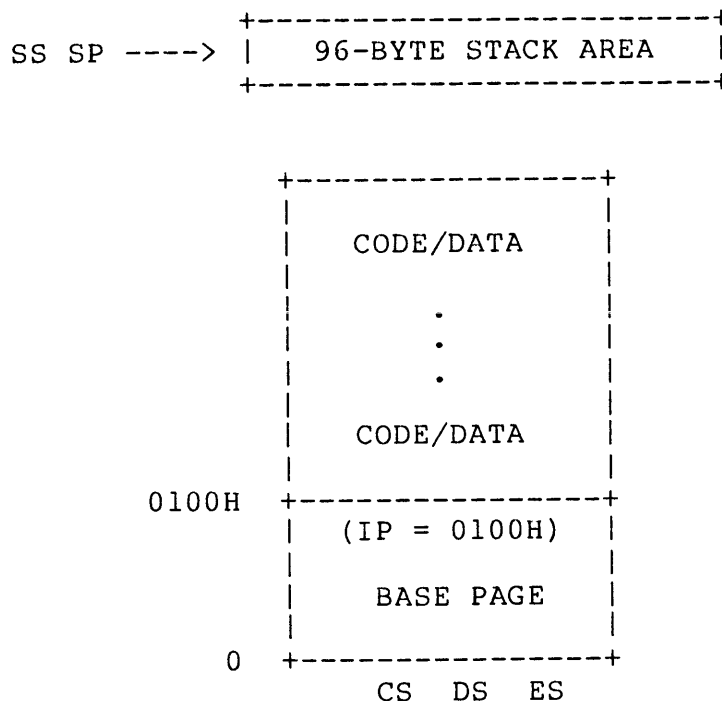 SS SP ----> | 96-BYTE STACK AREA |
CODE/DATA
.
.
.
CODE/DATA
0100H
(IP = 0100H)
BASE PAGE
0
CS DS ES